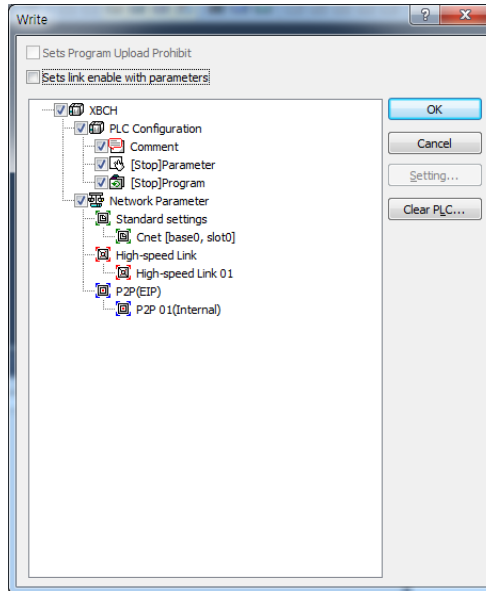 Write
Sets Program Upload Prohibit
Sets link enable with parameters
XBCH
PLC Configuration
Comment
[Stop]Parameter
[Stop]Program
Network Parameter
Standard settings
Cnet [base0, slot0]
High-speed Link
High-speed Link 01
P2P(EIP)
P2P 01(Internal)
OK
Cancel
Setting...
Clear PLC...